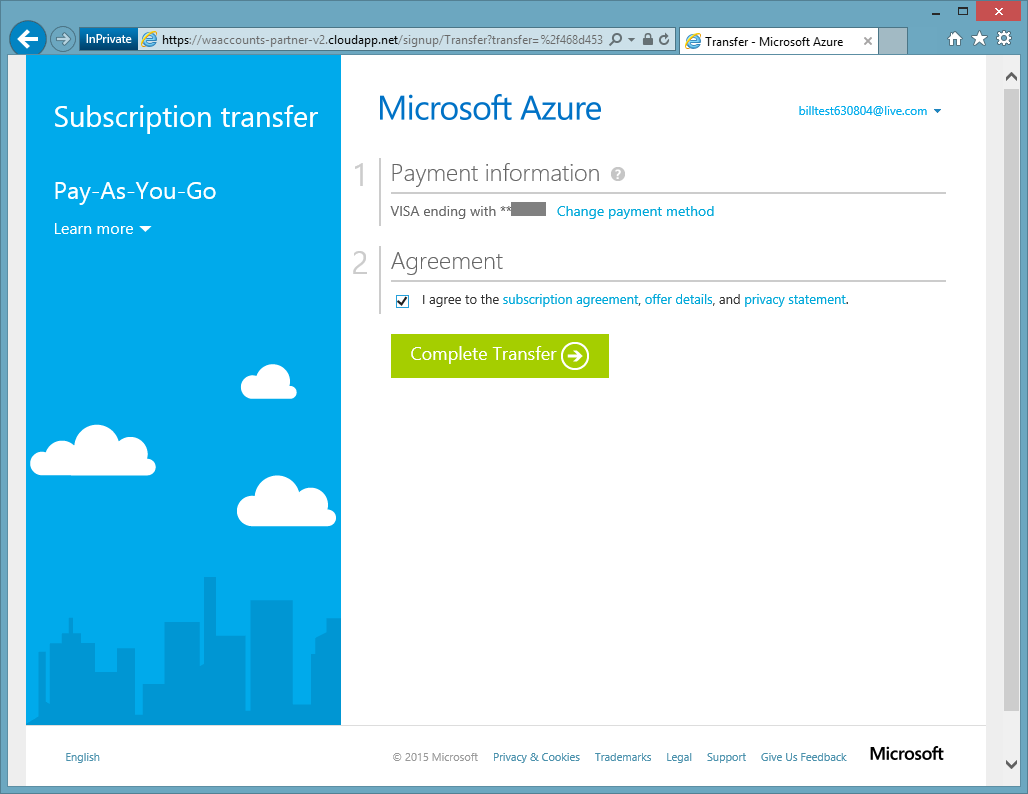 InPrivate
https://waaccounts-partner-v2.cloudapp.net/signup/Transfer?transfer=%2f468d453
Transfer - Microsoft Azure
Subscription transfer
Pay-As-You-Go
Learn more
Microsoft Azure
billtest630804@live.com
1 Payment information ?
VISA ending with ** Change payment method
2 Agreement
I agree to the subscription agreement, offer details, and privacy statement.
Complete Transfer
English
© 2015 Microsoft Privacy & Cookies Trademarks Legal Support Give Us Feedback Microsoft